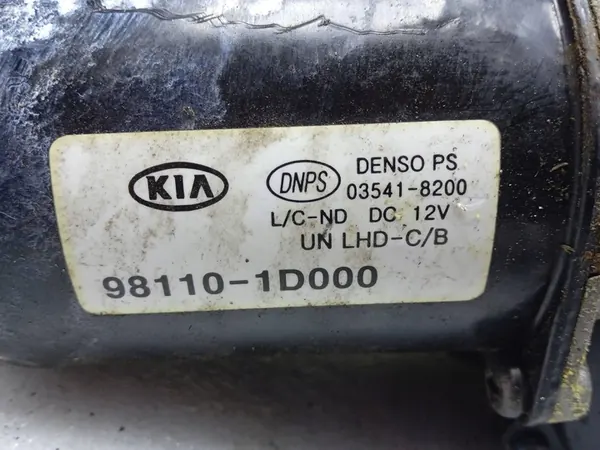 KIA
DNPS
DENSO PS
03541-8200
L/C-ND DC 12V
UN LHD-C/B
98110-1D000